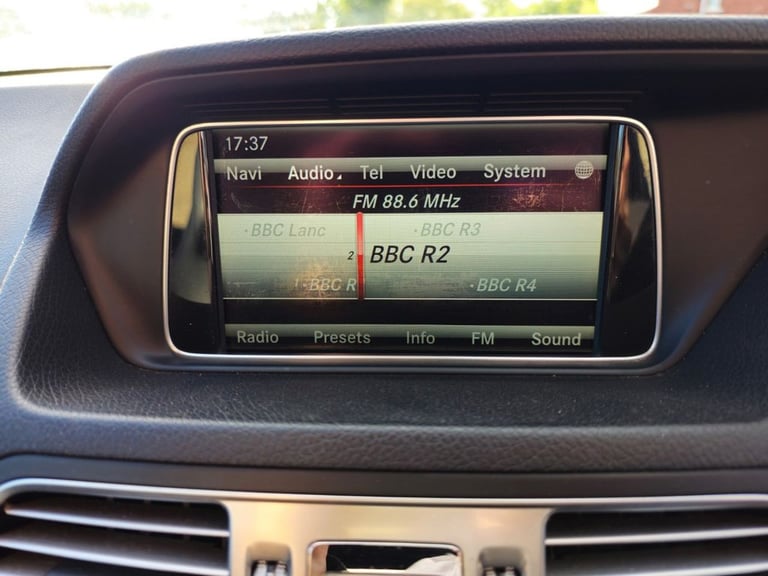 17:37
Navi Audio Tel Video System
FM 88.6 MHz
·BBC Lanc ·BBC R3
2 BBC R2
·BBC R ·BBC R4
Radio Presets Info FM Sound